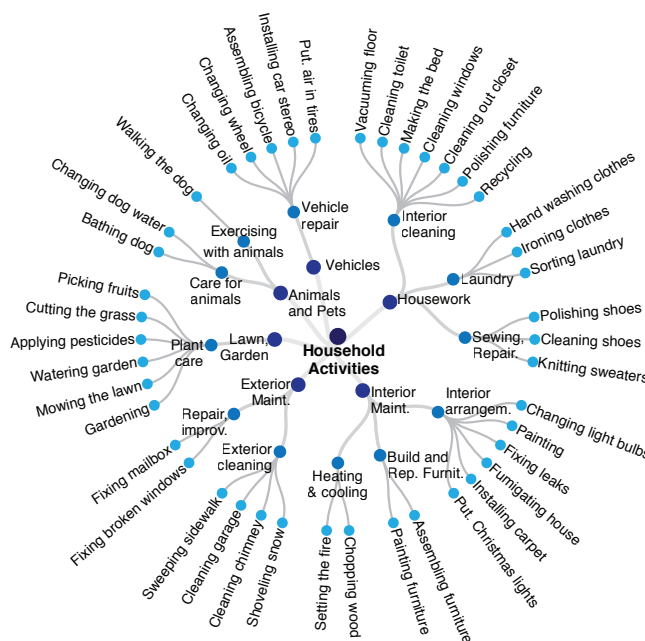 Household
Activities
Vehicles
Vehicle
repair
Changing oil
Changing wheel
Assembling bicycle
Installing car stereo
Put. air in tires
Housework
Interior
cleaning
Vacuuming floor
Cleaning toilet
Making the bed
Cleaning windows
Cleaning out closet
Polishing furniture
Recycling
Laundry
Hand washing clothes
Ironing clothes
Sorting laundry
Sewing,
Repair.
Polishing shoes
Cleaning shoes
Knitting sweaters
Interior
Maint.
Interior
arrangem.
Changing light bulbs
Painting
Fixing leaks
Fumigating house
Installing carpet
Put. Christmas lights
Build and
Rep. Furnit.
Assembling furniture
Painting furniture
Heating
& cooling
Chopping wood
Setting the fire
Exterior
Maint.
Exterior
cleaning
Shoveling snow
Cleaning chimney
Cleaning garage
Sweeping sidewalk
Repair,
improv.
Fixing broken windows
Fixing mailbox
Lawn,
Garden
Plant
care
Gardening
Mowing the lawn
Watering garden
Applying pesticides
Cutting the grass
Picking fruits
Animals
and Pets
Care for
animals
Bathing dog
Changing dog water
Exercising
with animals
Walking the dog